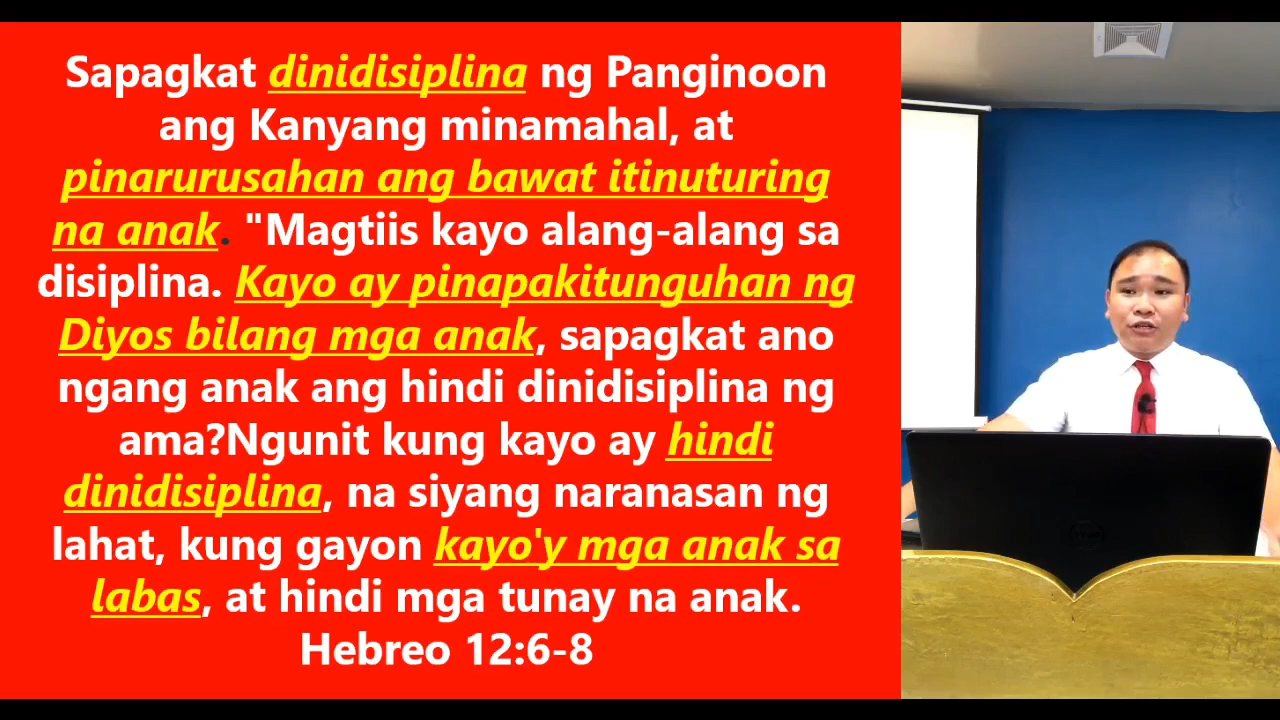 Sapagkat dinidisiplina ng Panginoon
ang Kanyang minamahal, at
pinarurusahan ang bawat itinuturing
na anak. "Magtiis kayo alang-alang sa
disiplina. Kayo ay pinapakitunguhan ng
Diyos bilang mga anak, sapagkat ano
ngang anak ang hindi dinidisiplina ng
ama?Ngunit kung kayo ay hindi
dinidisiplina, na siyang naranasan ng
lahat, kung gayon kayo'y mga anak sa
labas, at hindi mga tunay na anak.
Hebreo 12:6-8